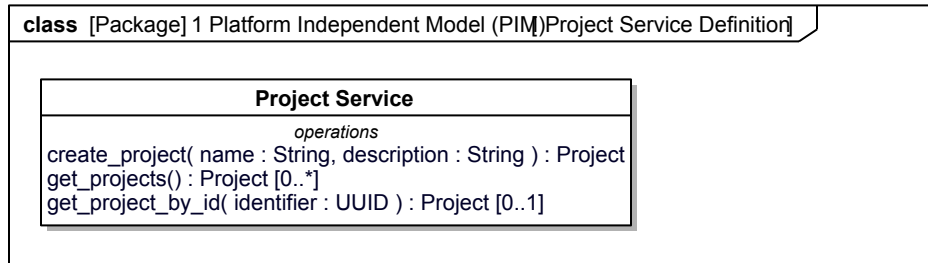 class [Package] 1 Platform Independent Model (PIM)[Project Service Definition]
Project Service
operations
create_project( name : String, description : String ) : Project
get_projects() : Project [0..*]
get_project_by_id( identifier : UUID ) : Project [0..1]